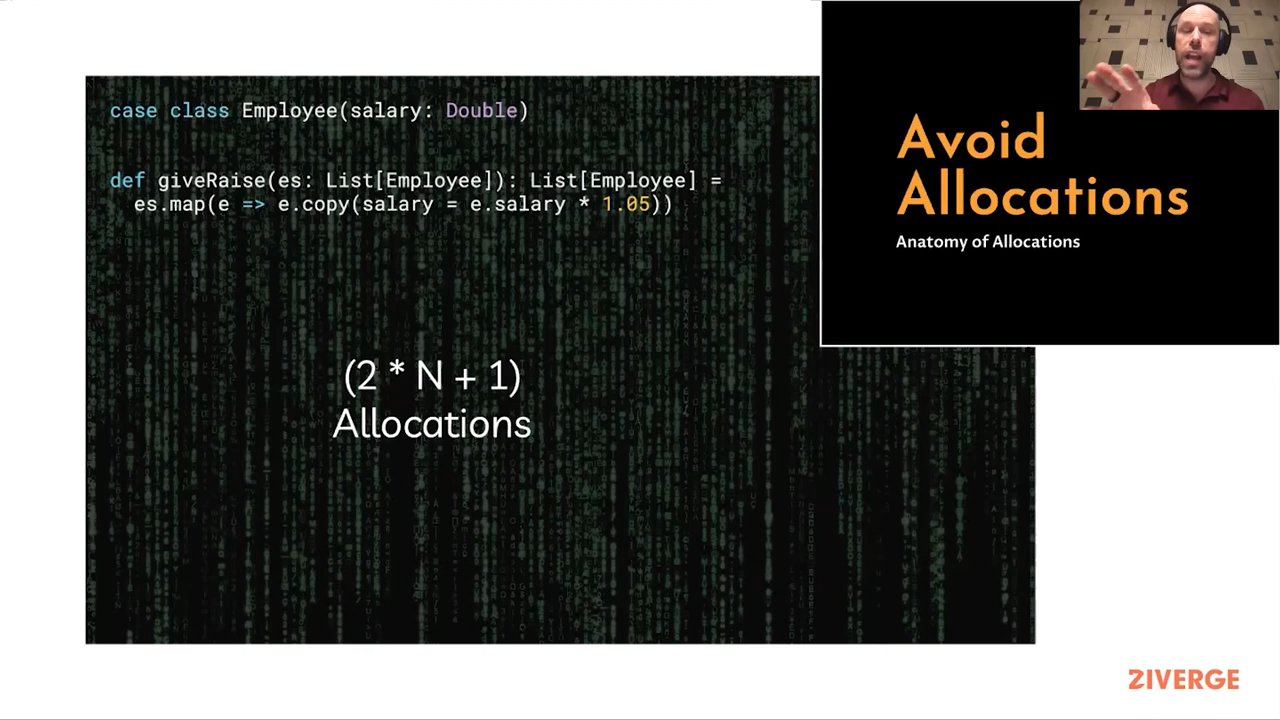 case class Employee(salary: Double)
def giveRaise(es: List[Employee]): List[Employee] =
es.map(e => e.copy(salary = e.salary * 1.05))
(2 * N + 1)
Allocations
Avoid
Allocations
Anatomy of Allocations
ZIVERGE